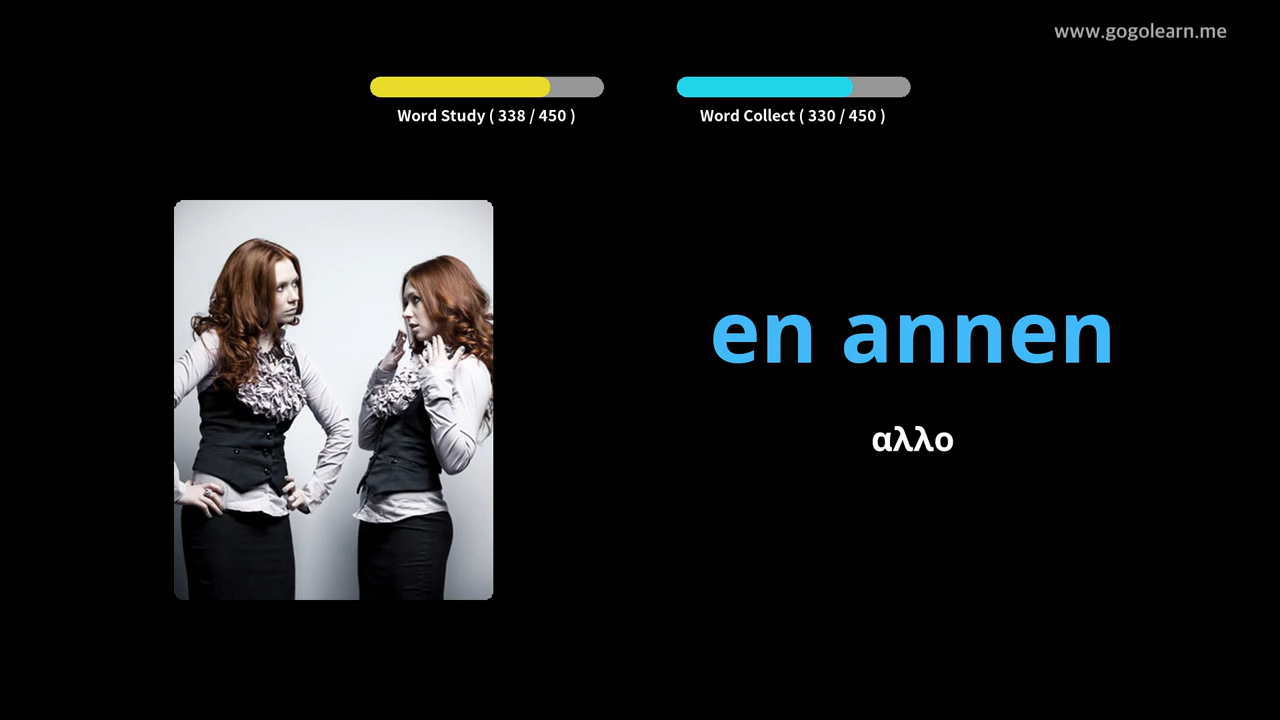 www.gogolearn.me
Word Study ( 338 / 450 )
Word Collect ( 330 / 450 )
en annen
αλλο